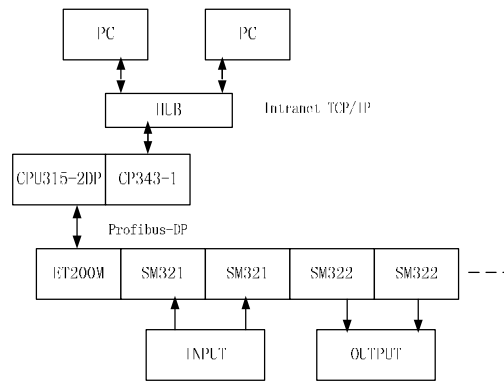 PC PC
HUB
Intranet TCP/IP
CPU315-2DP CP343-1
Profibus-DP
ET200M SM321 SM321 SM322 SM322
INPUT OUTPUT